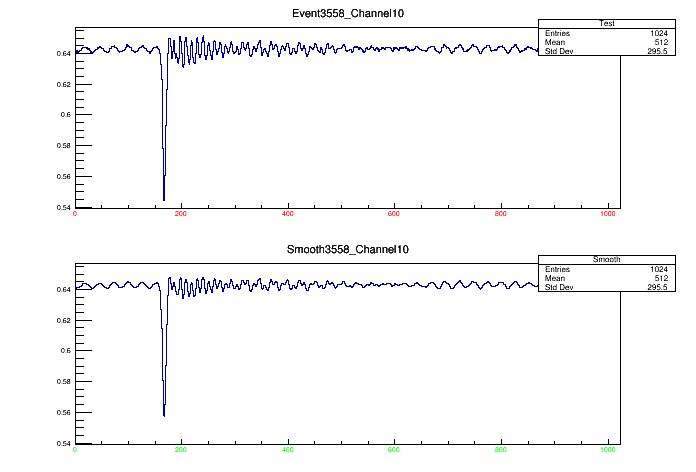 Event3558_Channel10
Test
Entries 1024
Mean 512
Std Dev 295.5
0.64
0.62
0.6
0.58
0.56
0.54
0 200 400 600 800 1000
Smooth3558_Channel10
Smooth
Entries 1024
Mean 512
Std Dev 295.5
0.64
0.62
0.6
0.58
0.56
0.54
0 200 400 600 800 1000